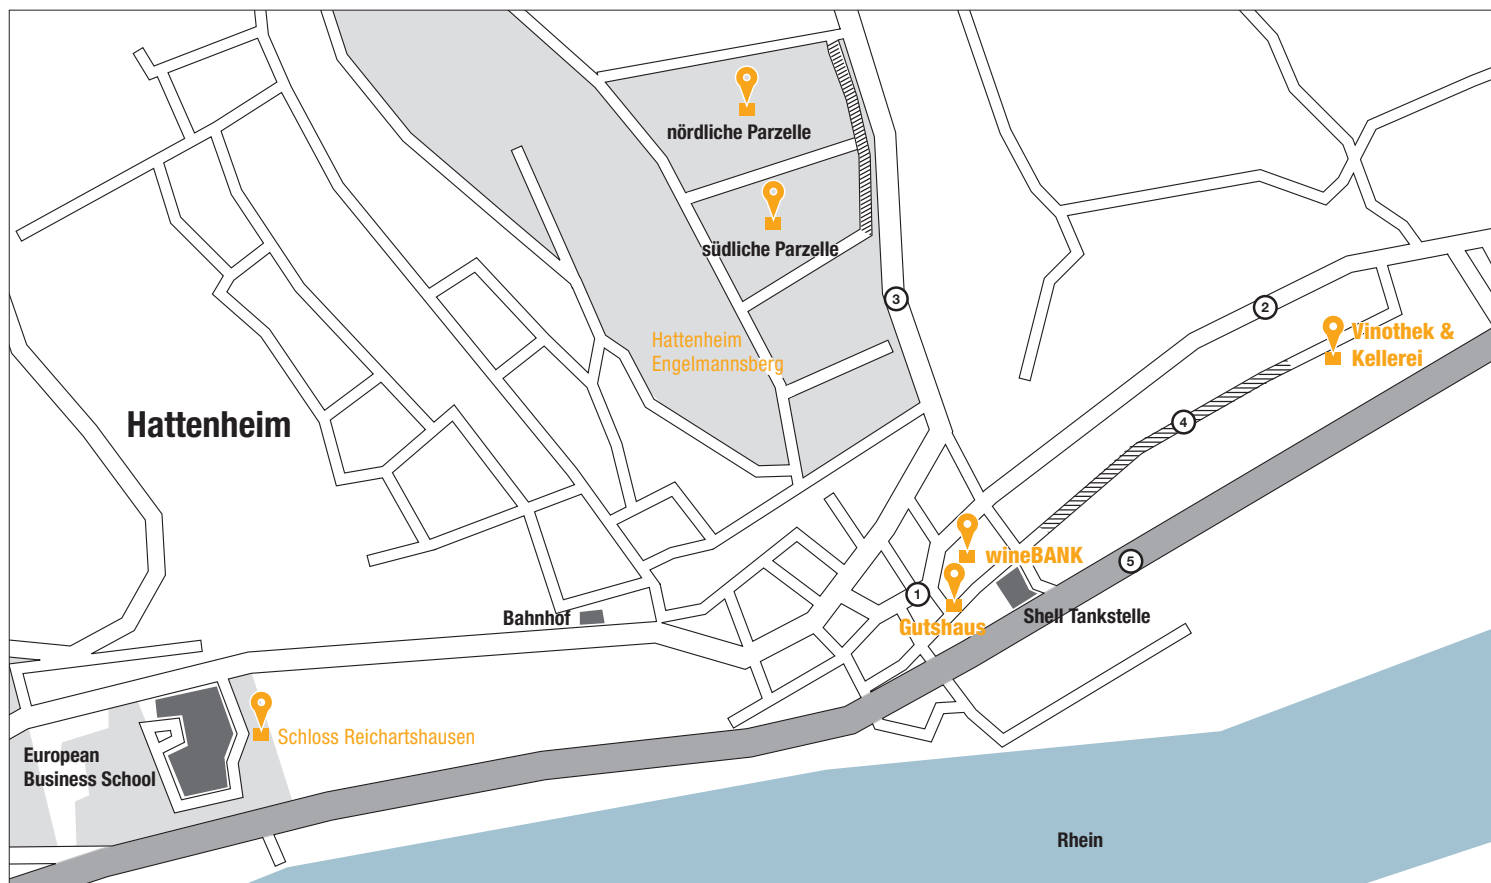 nördliche Parzelle
südliche Parzelle
3
2
Hattenheim
Engelmannsberg
Vinothek &
Kellerei
Hattenheim
4
wineBANK
5
1
Bahnhof
Gutshaus
Shell Tankstelle
Schloss Reichartshausen
European
Business School
Rhein